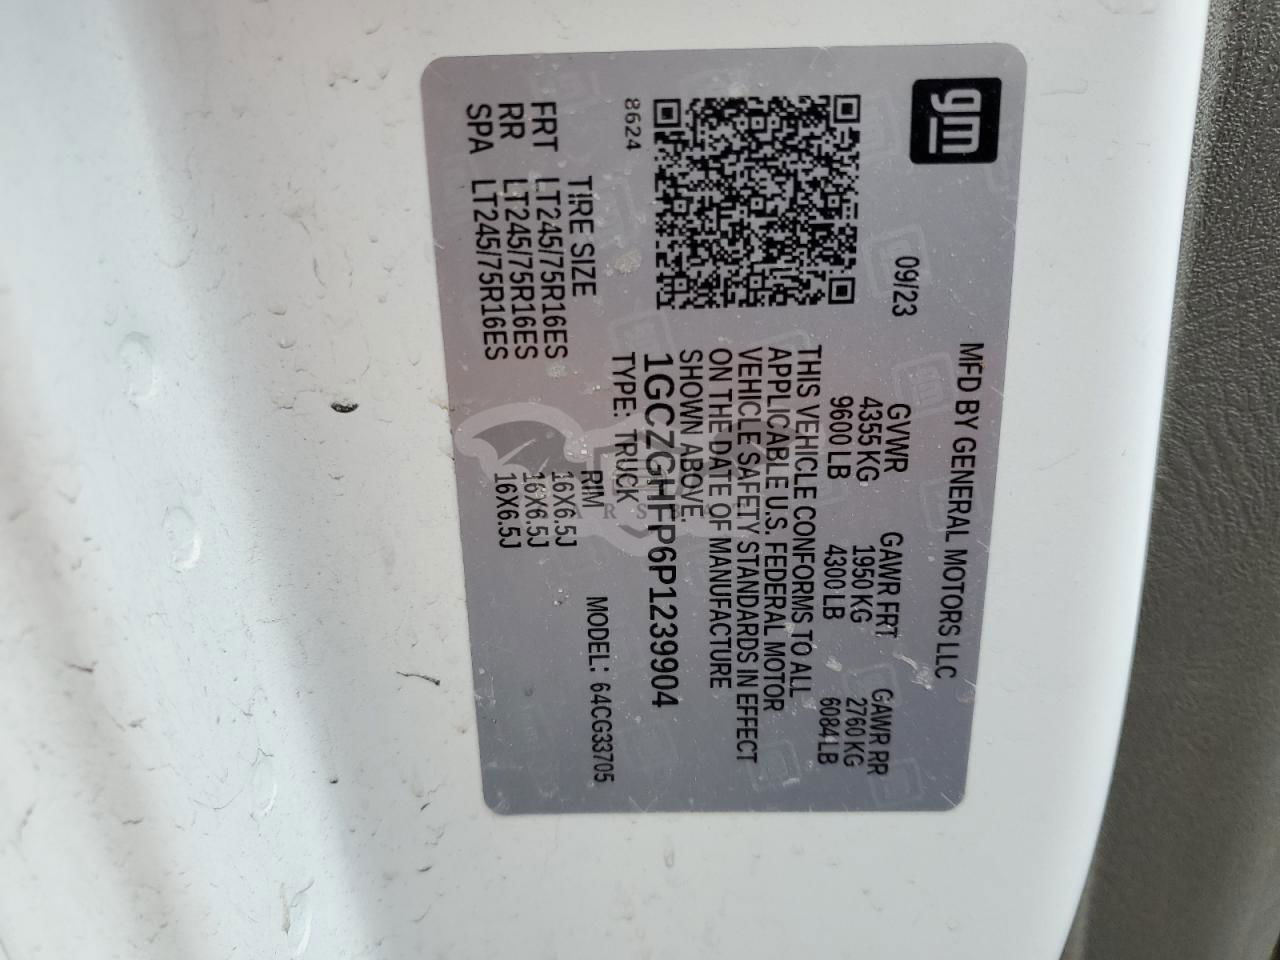 gm
MFD BY GENERAL MOTORS LLC
09/23
GVWR GAWR FRT GAWR RR
4355 KG 1950 KG 2760 KG
9600 LB 4300 LB 6084 LB
THIS VEHICLE CONFORMS TO ALL
APPLICABLE U.S. FEDERAL MOTOR
VEHICLE SAFETY STANDARDS IN EFFECT
ON THE DATE OF MANUFACTURE
SHOWN ABOVE.
1GCZGHFP6P1239904
8624 TYPE: TRUCK
TIRE SIZE RIM MODEL: 64CG33705
FRT LT245/75R16ES 16X6.5J
RR LT245/75R16ES 16X6.5J
SPA LT245/75R16ES 16X6.5J